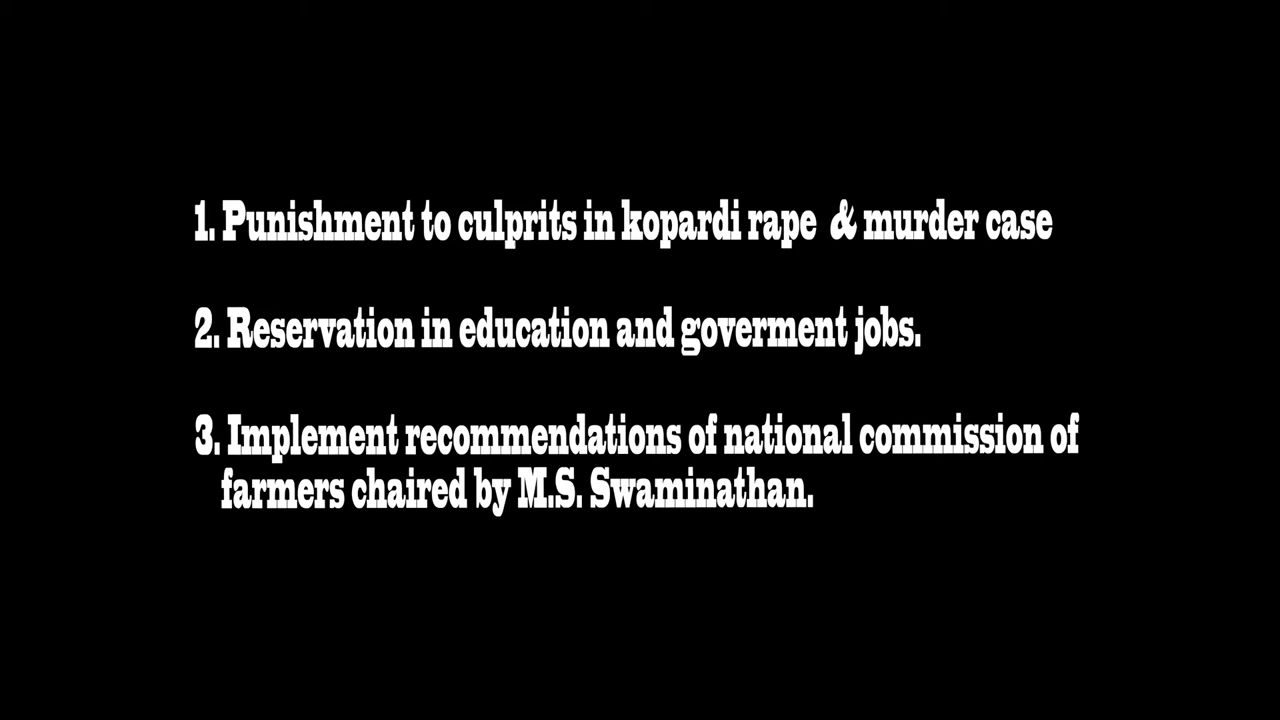 1. Punishment to culprits in kopardi rape & murder case
2. Reservation in education and goverment jobs.
3. Implement recommendations of national commission of
farmers chaired by M.S. Swaminathan.